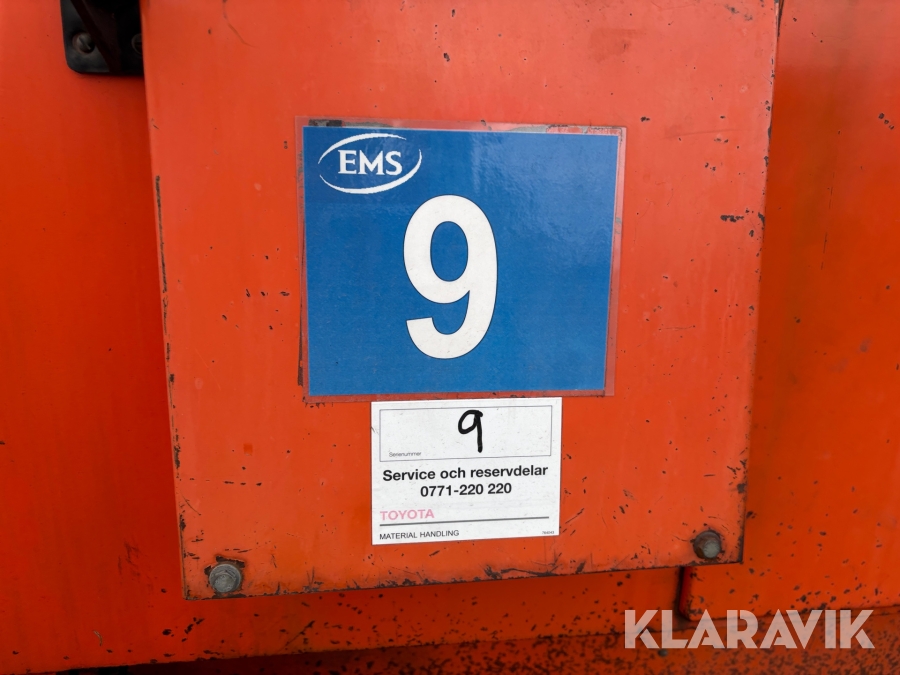 EMS
9
9
Serienummer
Service och reservdelar
0771-220 220
TOYOTA
MATERIAL HANDLING
KLARAVIK